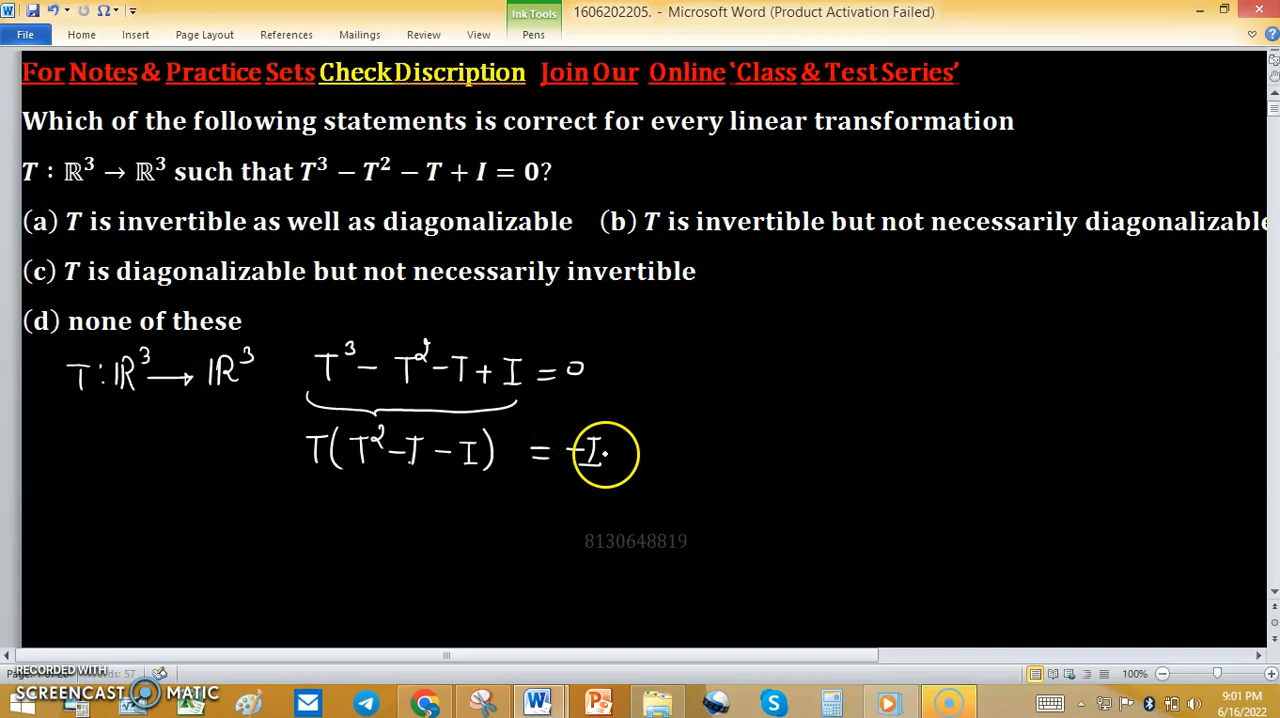 1606202205. - Microsoft Word (Product Activation Failed)
Ink Tools
File Home Insert Page Layout References Mailings Review View Pens
For Notes & Practice Sets Check Discription Join Our Online ‘Class & Test Series’
Which of the following statements is correct for every linear transformation
T : ℝ³ → ℝ³ such that T³ − T² − T + I = 0?
(a) T is invertible as well as diagonalizable (b) T is invertible but not necessarily diagonalizable
(c) T is diagonalizable but not necessarily invertible
(d) none of these
T : ℝ³ → ℝ³ T³ − T² − T + I = 0
T(T² − T − I) = −I
8130648819
RECORDED WITH
SCREENCAST MATIC
Words: 57
100%
9:01 PM
6/16/2022